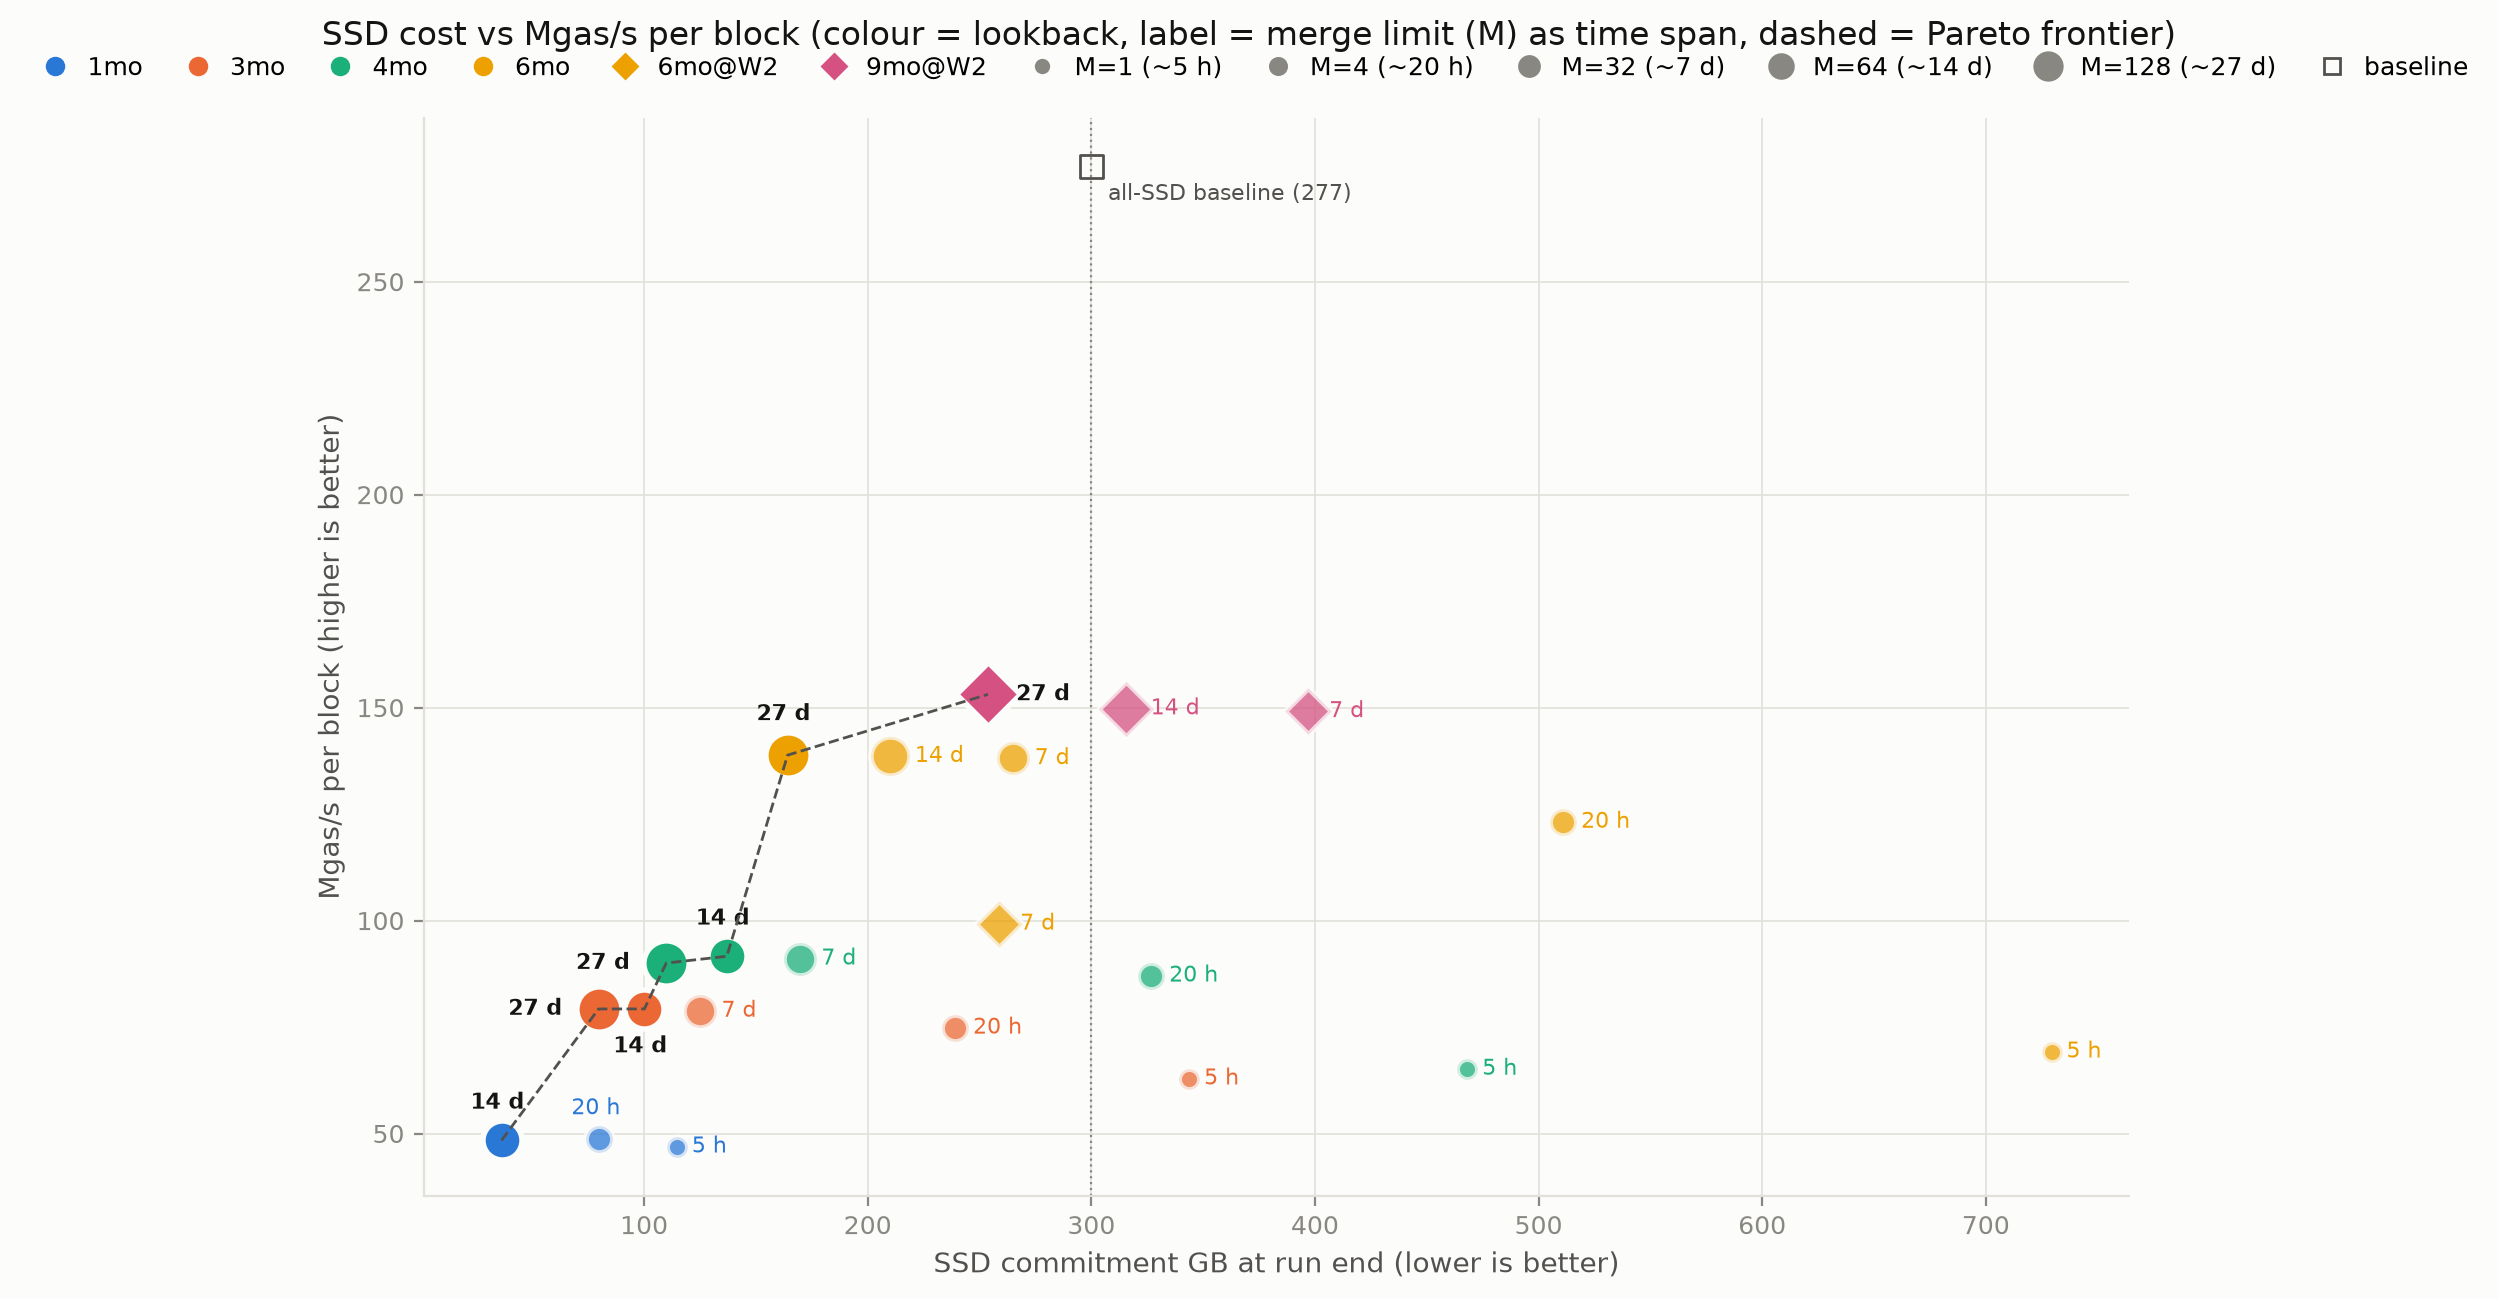 SSD cost vs Mgas/s per block (colour = lookback, label = merge limit (M) as time span, dashed = Pareto frontier)
1mo 3mo 4mo 6mo 6mo@W2 9mo@W2 M=1 (~5 h) M=4 (~20 h) M=32 (~7 d) M=64 (~14 d) M=128 (~27 d) baseline
all-SSD baseline (277)
250
200
150
100
50
Mgas/s per block (higher is better)
27 d
14 d
7 d
27 d
14 d
7 d
20 h
7 d
14 d
27 d
7 d
20 h
27 d
14 d
7 d
20 h
5 h
5 h
5 h
14 d
20 h
5 h
100 200 300 400 500 600 700
SSD commitment GB at run end (lower is better)